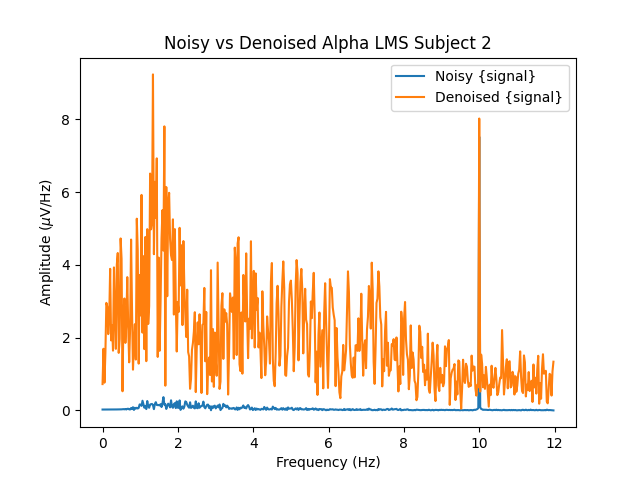 Noisy vs Denoised Alpha LMS Subject 2
Noisy {signal}
Denoised {signal}
Amplitude (μV/Hz)
8
6
4
2
0
0 2 4 6 8 10 12
Frequency (Hz)